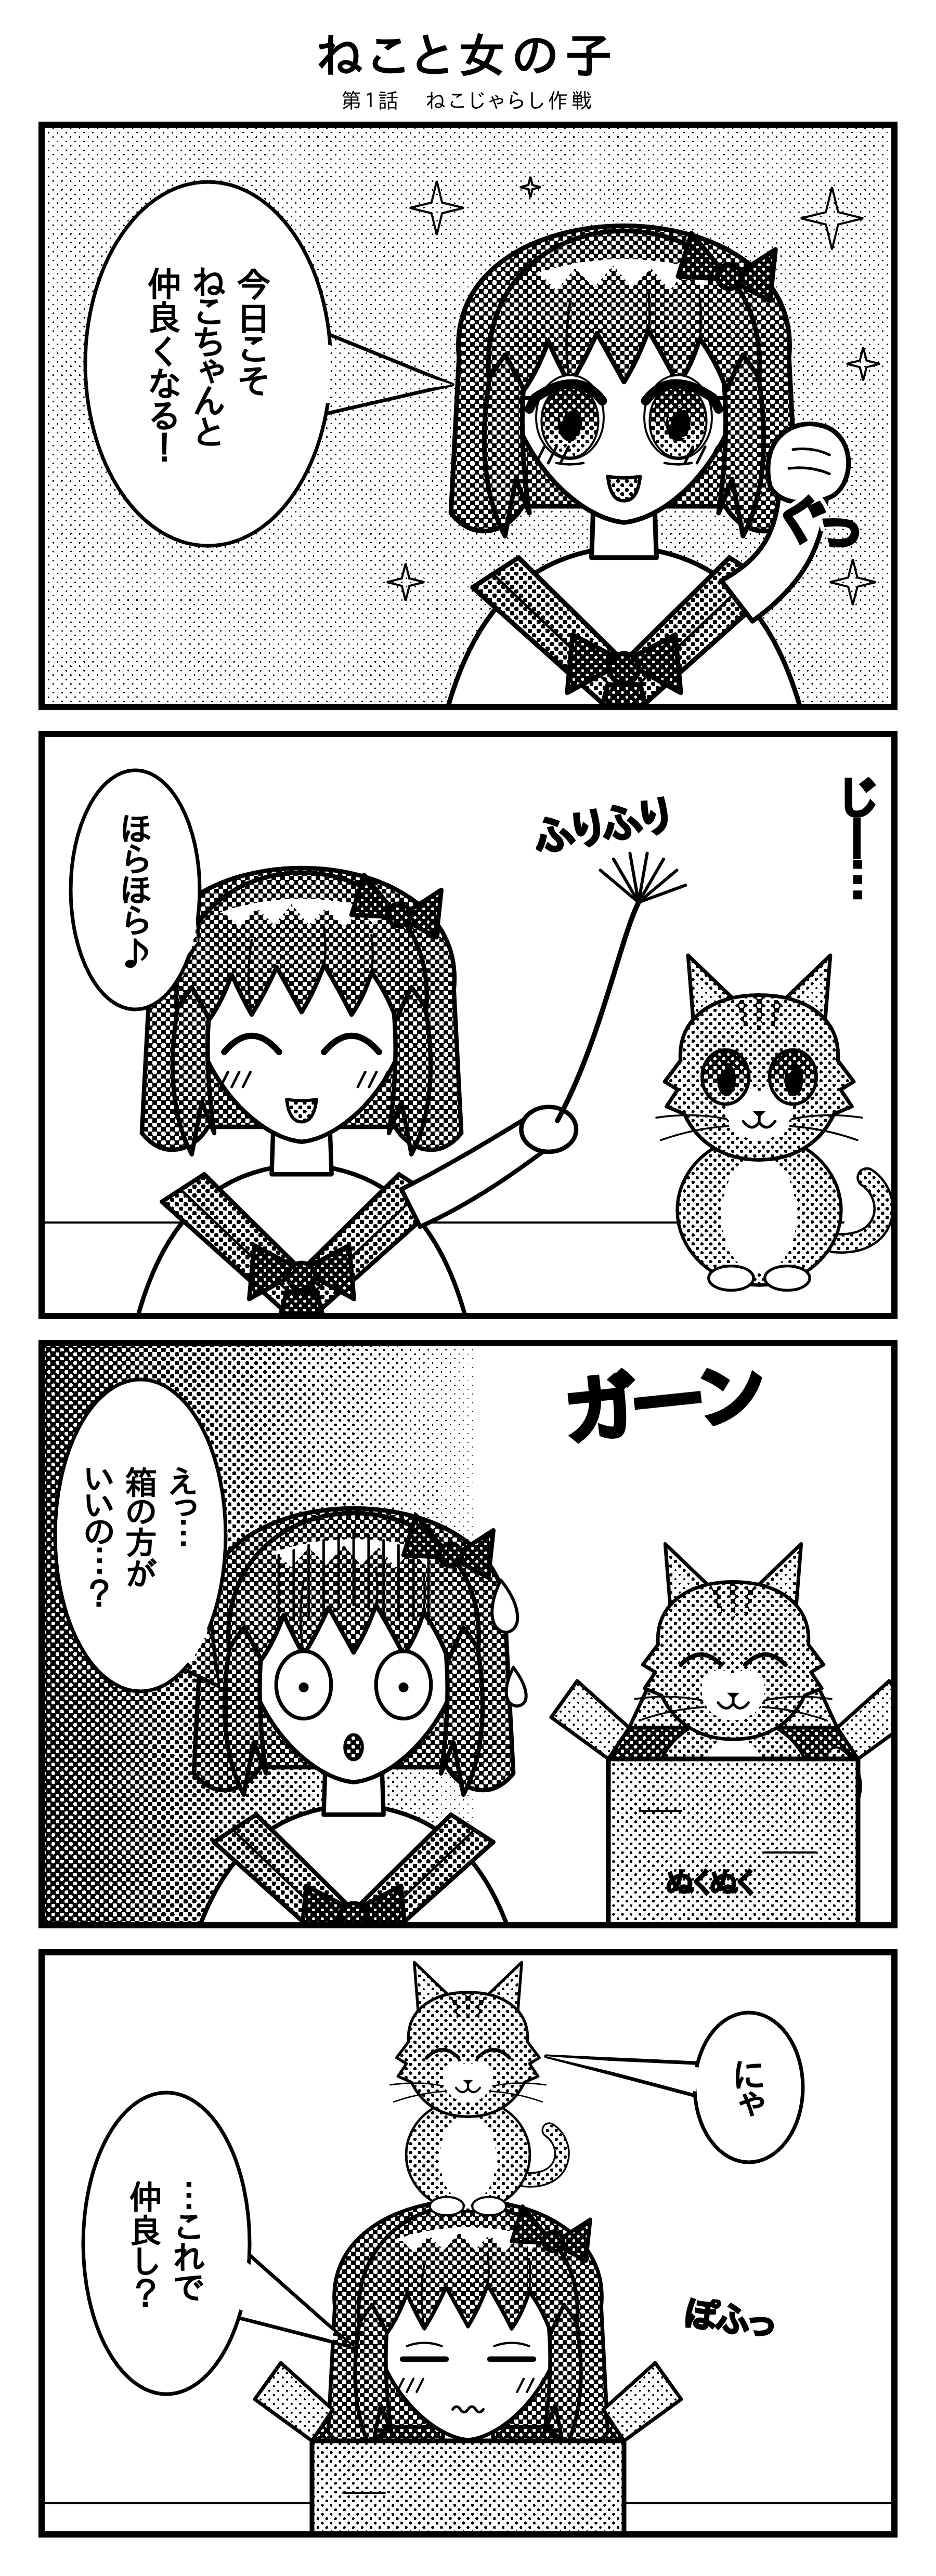 ねこと女の子
第1話　ねこじゃらし作戦
今日こそ
ねこちゃんと
仲良くなる！
ぐっ
じー…
ふりふり
ほらほら♪
ガーン
えっ…
箱の方が
いいの…？
ぬくぬく
にゃ
…これで
仲良し？
ぽふっ